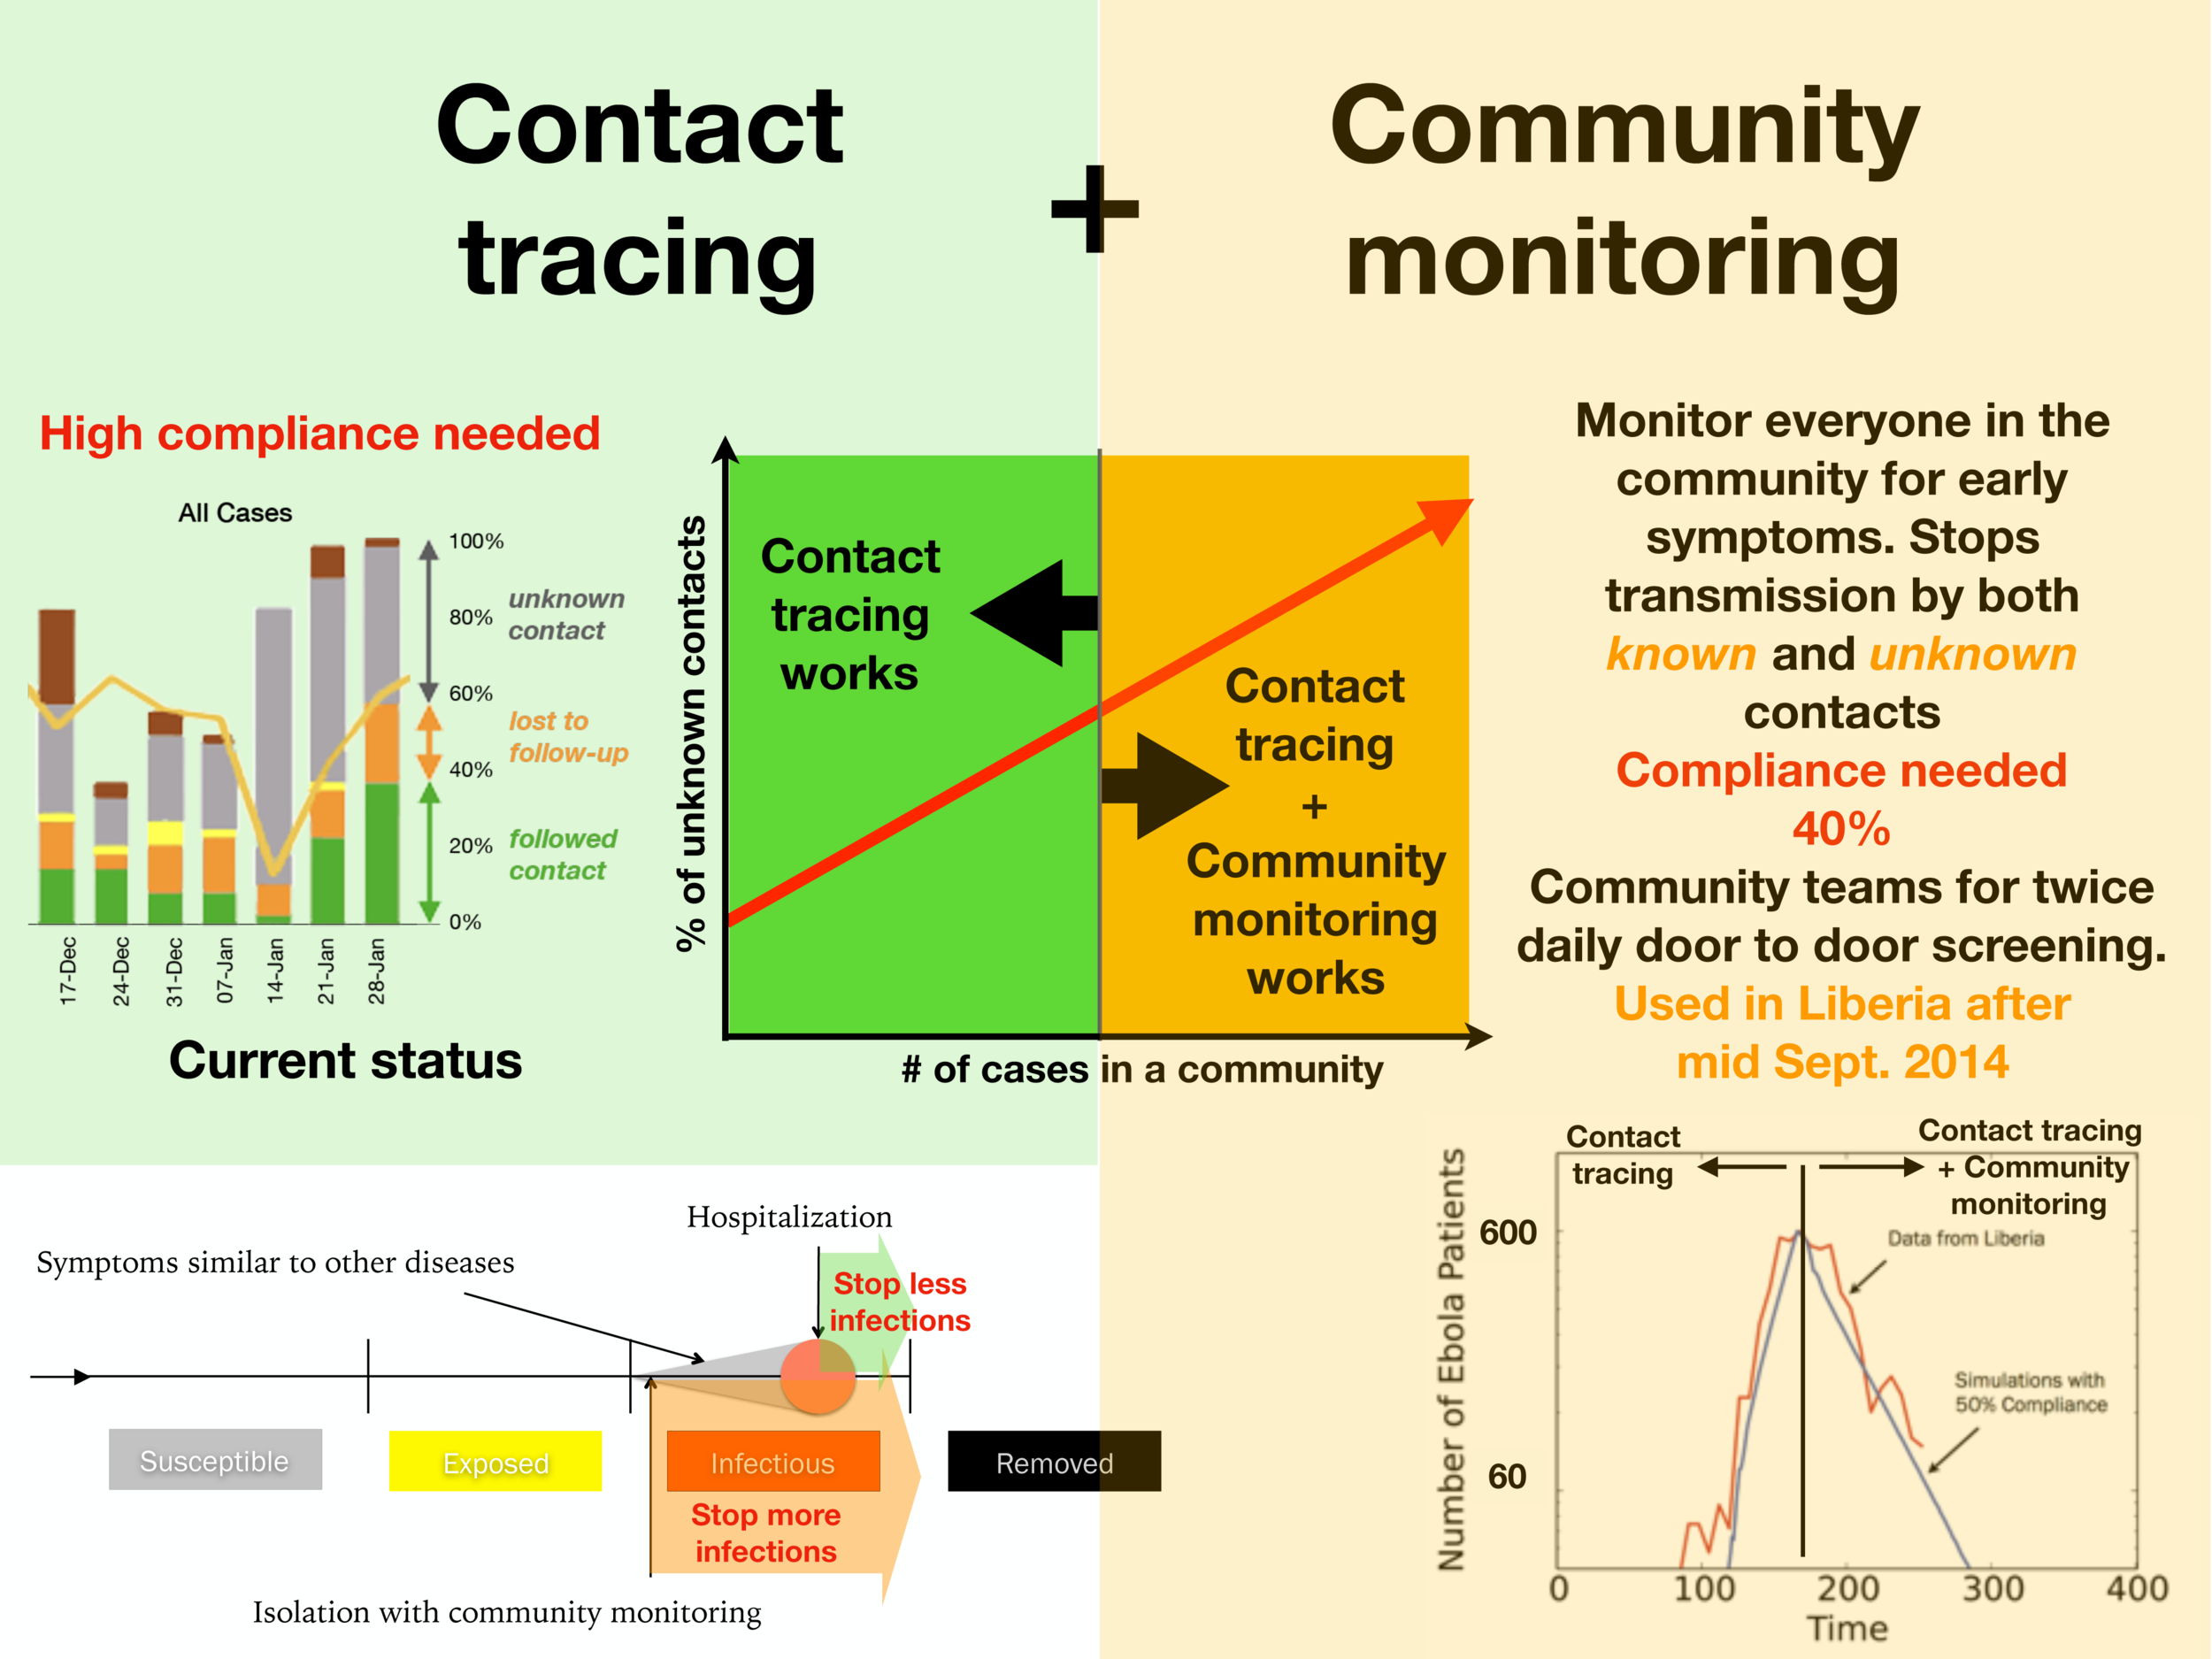 Contact
tracing
+
Community
monitoring
High compliance needed
All Cases
100%
80%
60%
40%
20%
0%
unknown
contact
lost to
follow-up
followed
contact
17-Dec
24-Dec
31-Dec
07-Jan
14-Jan
21-Jan
28-Jan
Current status
% of unknown contacts
Contact
tracing
works
Contact
tracing
+
Community
monitoring
works
# of cases in a community
Monitor everyone in the
community for early
symptoms. Stops
transmission by both
known and unknown
contacts
Compliance needed
40%
Community teams for twice
daily door to door screening.
Used in Liberia after
mid Sept. 2014
Hospitalization
Symptoms similar to other diseases
Stop less
infections
Susceptible
Exposed
Infectious
Removed
Stop more
infections
Isolation with community monitoring
Number of Ebola Patients
600
60
Contact
tracing
Contact tracing
+ Community
monitoring
Data from Liberia
Simulations with
50% Compliance
0
100
200
300
400
Time